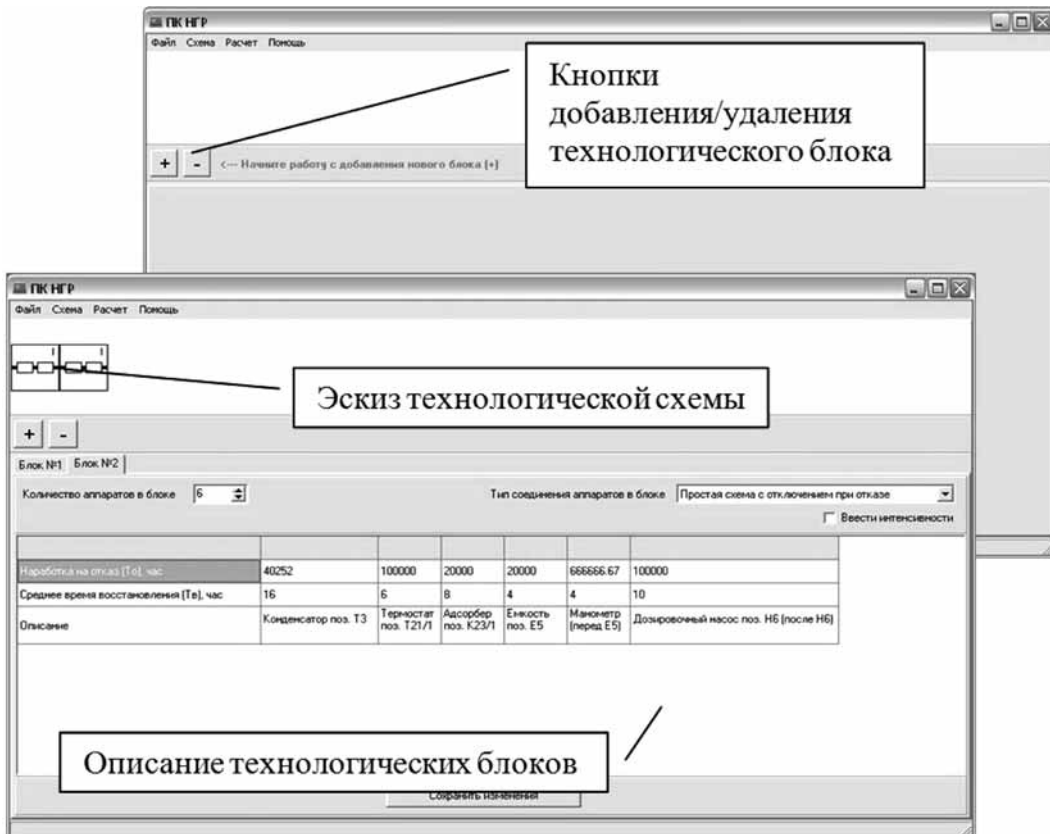 ПК НГР
Файл Схема Расчет Помощь
Кнопки
добавления/удаления
технологического блока
+ - <--- Начните работу с добавления нового блока (+)
ПК НГР
Файл Схема Расчет Помощь
I I
Эскиз технологической схемы
+ -
Блок №1 Блок №2
Количество аппаратов в блоке 6 Тип соединения аппаратов в блоке Простая схема с отключением при отказе
Ввести интенсивности
Наработка на отказ (То), час 40252 100000 20000 20000 666666.67 100000
Среднее время восстановления (Тв), час 16 6 8 4 4 10
Описание Конденсатор поз. Т3 Термостат поз. Т21/1 Адсорбер поз. К23/1 Емкость поз. Е5 Манометр (перед Е5) Дозировочный насос поз. Н6 (после Н6)
Описание технологических блоков
Сохранить изменения